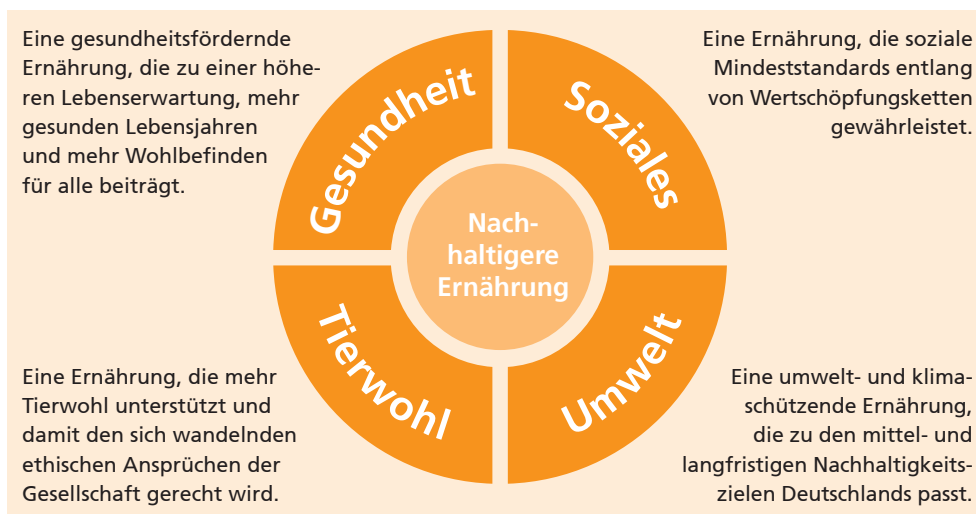 Eine gesundheitsfördernde
Ernährung, die zu einer höhe-
ren Lebenserwartung, mehr
gesunden Lebensjahren
und mehr Wohlbefinden
für alle beiträgt.
Gesundheit
Soziales
Eine Ernährung, die soziale
Mindeststandards entlang
von Wertschöpfungsketten
gewährleistet.
Nach-
haltigere
Ernährung
Eine Ernährung, die mehr
Tierwohl unterstützt und
damit den sich wandelnden
ethischen Ansprüchen der
Gesellschaft gerecht wird.
Tierwohl
Umwelt
Eine umwelt- und klima-
schützende Ernährung,
die zu den mittel- und
langfristigen Nachhaltigkeits-
zielen Deutschlands passt.